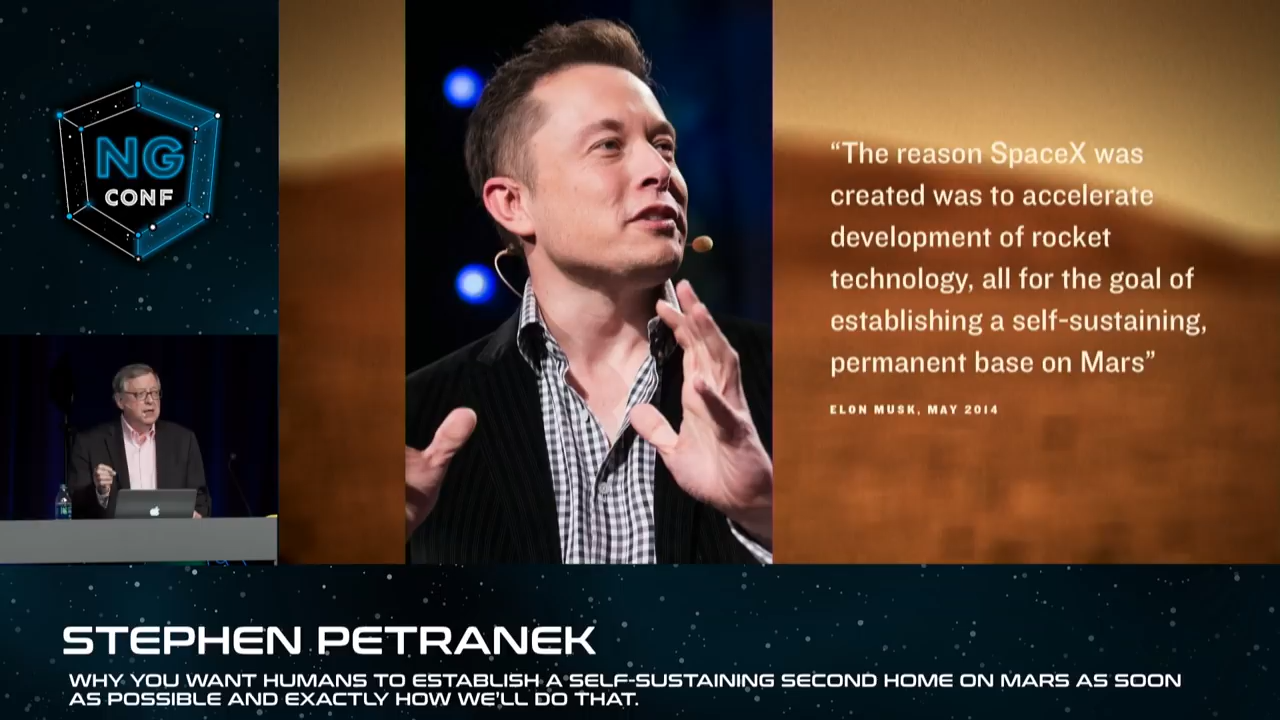 NG
CONF
“The reason SpaceX was
created was to accelerate
development of rocket
technology, all for the goal of
establishing a self-sustaining,
permanent base on Mars”
ELON MUSK, MAY 2014
STEPHEN PETRANEK
WHY YOU WANT HUMANS TO ESTABLISH A SELF-SUSTAINING SECOND HOME ON MARS AS SOON
AS POSSIBLE AND EXACTLY HOW WE'LL DO THAT.